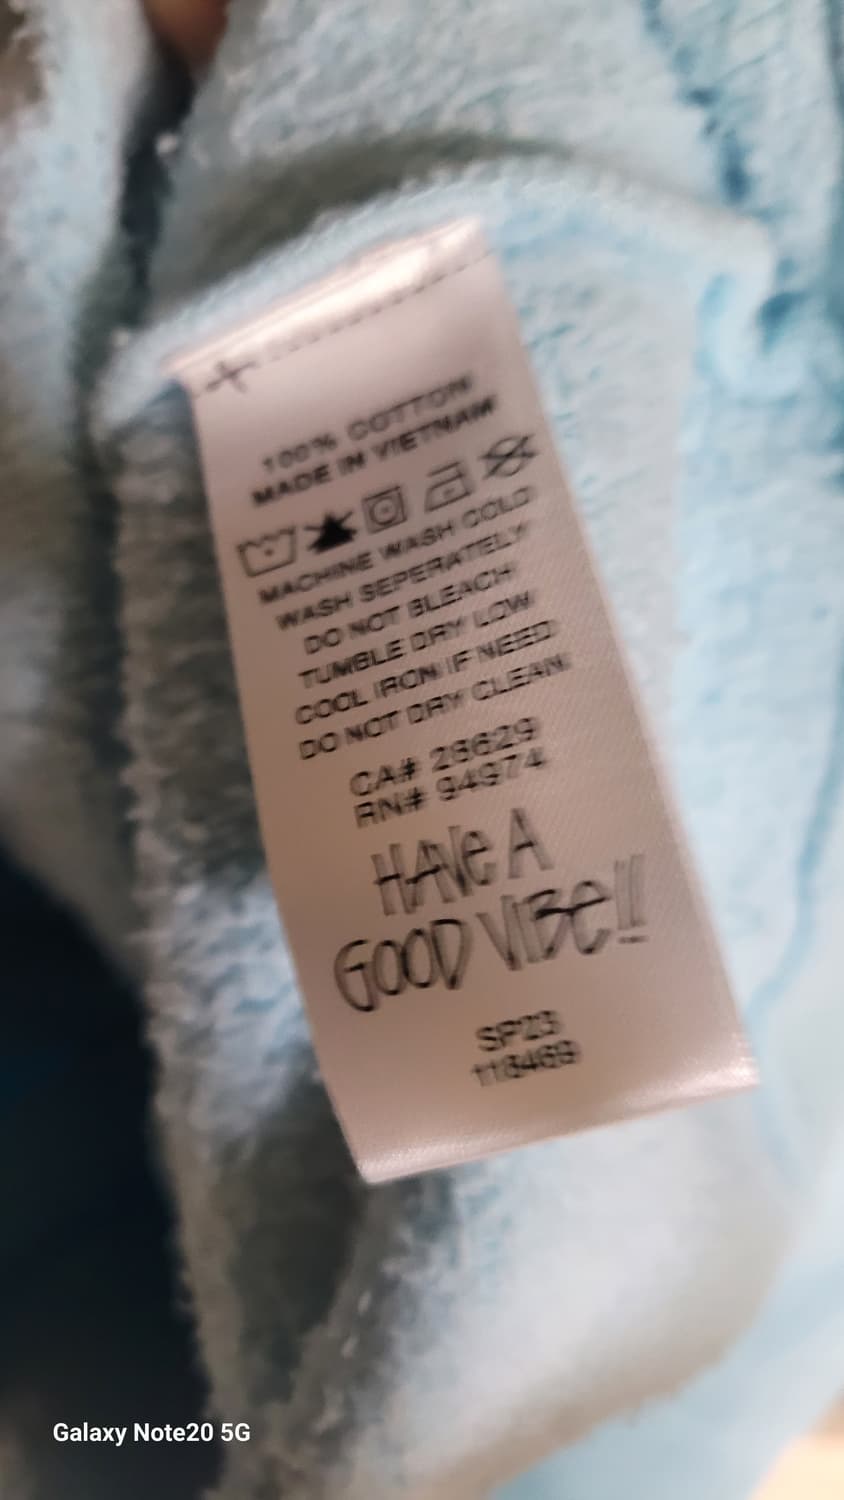 100% COTTON
MADE IN VIETNAM
MACHINE WASH COLD
WASH SEPERATELY
DO NOT BLEACH
TUMBLE DRY LOW
COOL IRON IF NEED
DO NOT DRY CLEAN
CA# 28629
RN# 94974
HAVE A
GOOD VIBE!!
SP23
118469
Galaxy Note20 5G